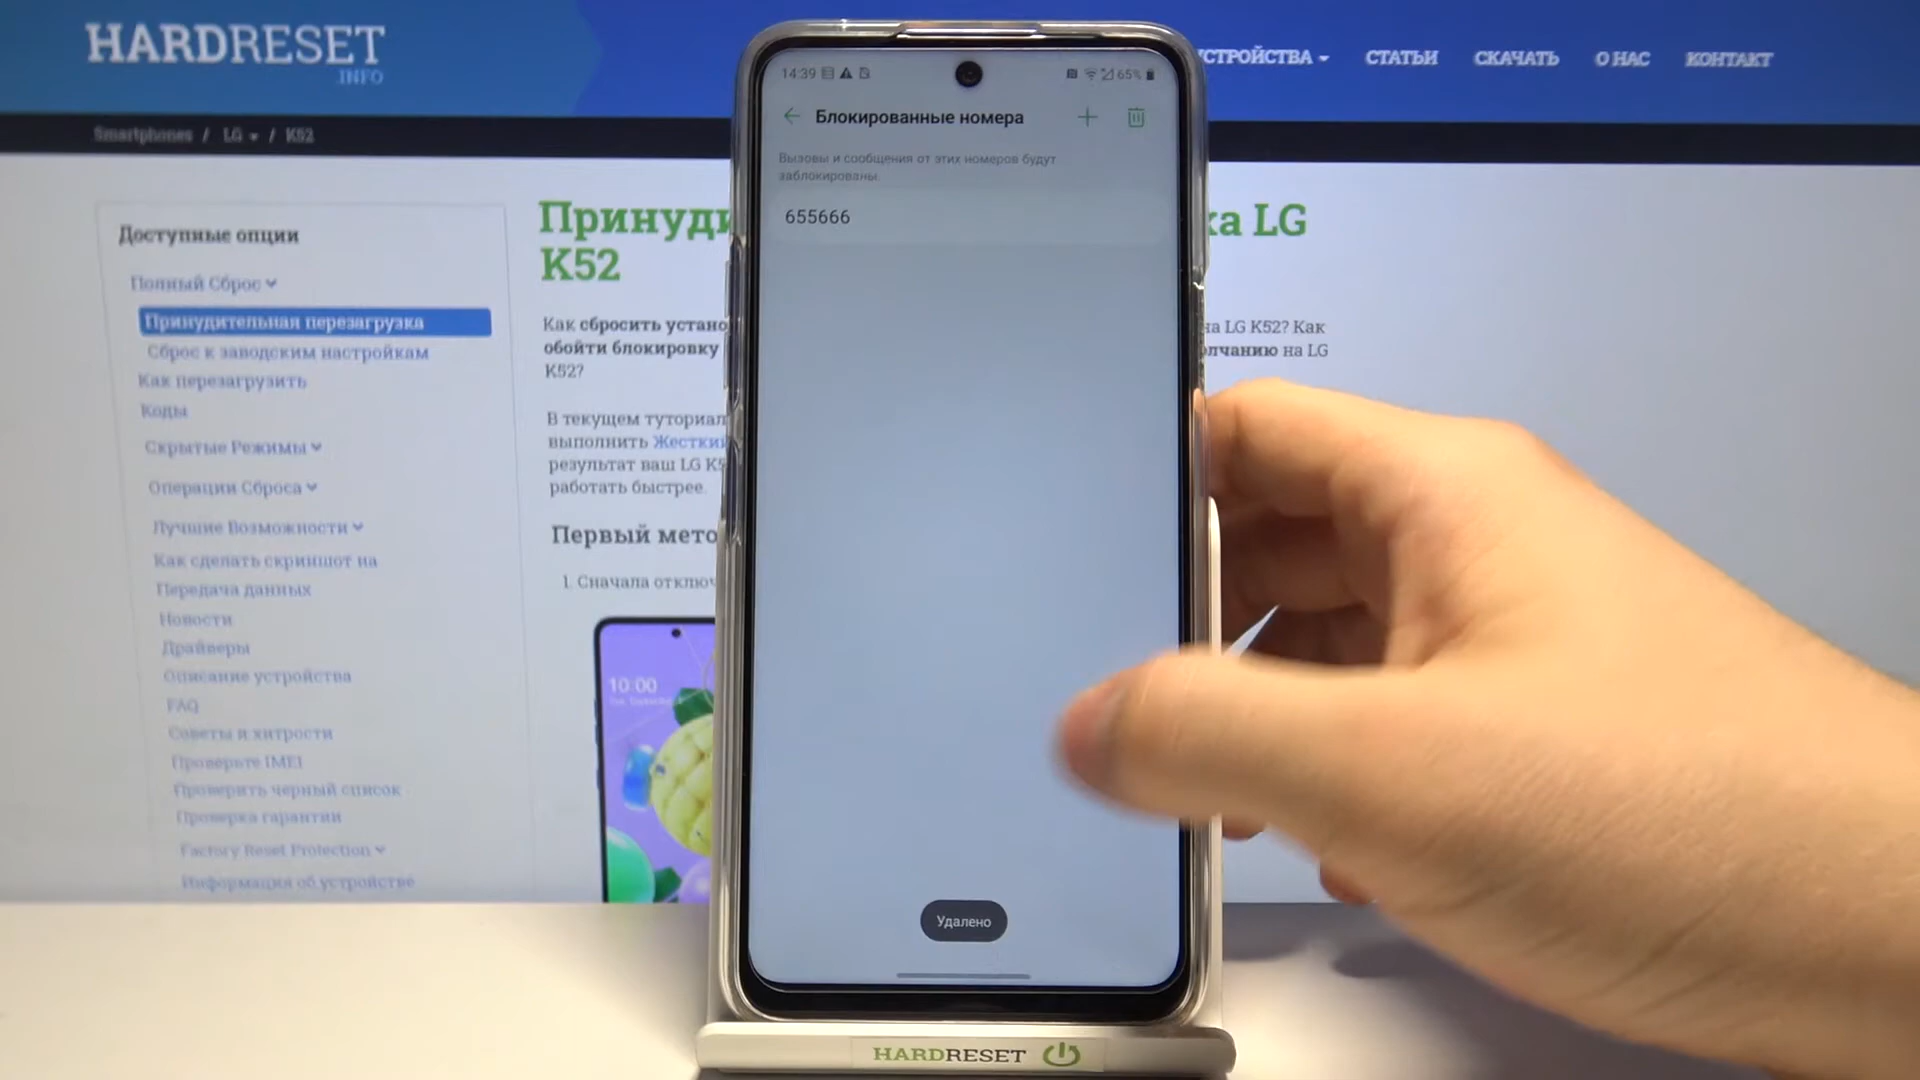 HARDRESET
.INFO
УСТРОЙСТВА
СТАТЬИ
СКАЧАТЬ
О НАС
КОНТАКТ
Smartphones / LG / K52
Доступные опции
Полный Сброс
Принудительная перезагрузка
Сброс к заводским настройкам
Как перезагрузить
Коды
Скрытые Режимы
Операции Сброса
Лучшие Возможности
Как сделать скриншот на
Передача данных
Новости
Драйверы
Описание устройства
FAQ
Советы и хитрости
Проверьте IMEI
Проверить черный список
Проверка гарантии
Factory Reset Protection
Информация об устройстве
Принуди
ка LG
K52
Как сбросить устано
на LG K52? Как
обойти блокировку
олчанию на LG
K52?
В текущем туториал
выполнить Жесткий
результат ваш LG K5
работать быстрее.
Первый мето
1. Сначала отключ
10:00
14:39
65%
Блокированные номера
Вызовы и сообщения от этих номеров будут
заблокированы.
655666
Удалено
HARDRESET